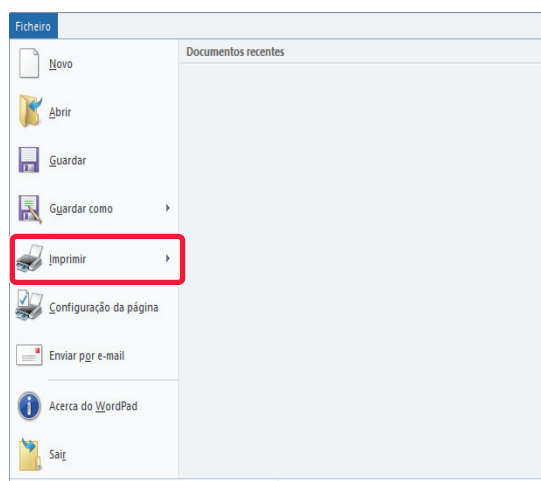 Ficheiro
Documentos recentes
Novo
Abrir
Guardar
Guardar como
Imprimir
Configuração da página
Enviar por e-mail
Acerca do WordPad
Sair